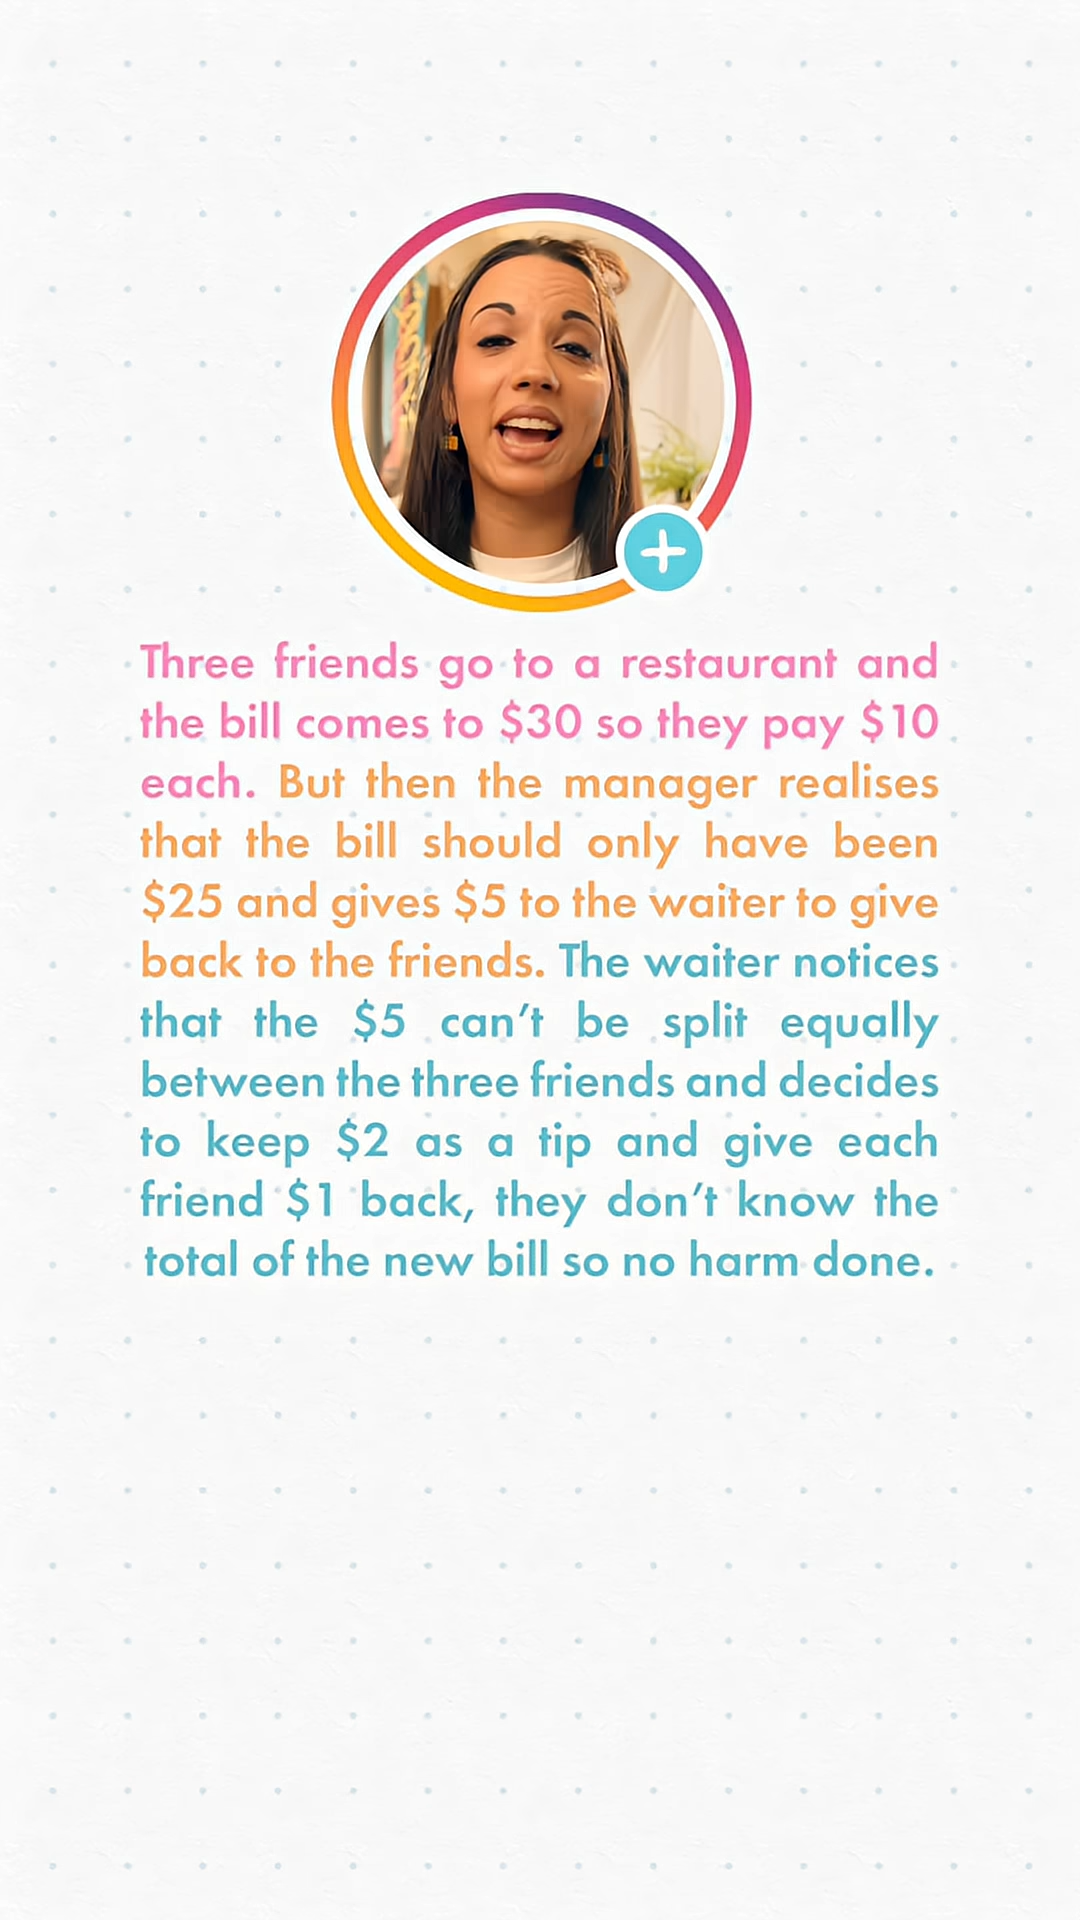 Three friends go to a restaurant and
the bill comes to $30 so they pay $10
each. But then the manager realises
that the bill should only have been
$25 and gives $5 to the waiter to give
back to the friends. The waiter notices
that the $5 can’t be split equally
between the three friends and decides
to keep $2 as a tip and give each
friend $1 back, they don’t know the
total of the new bill so no harm done.